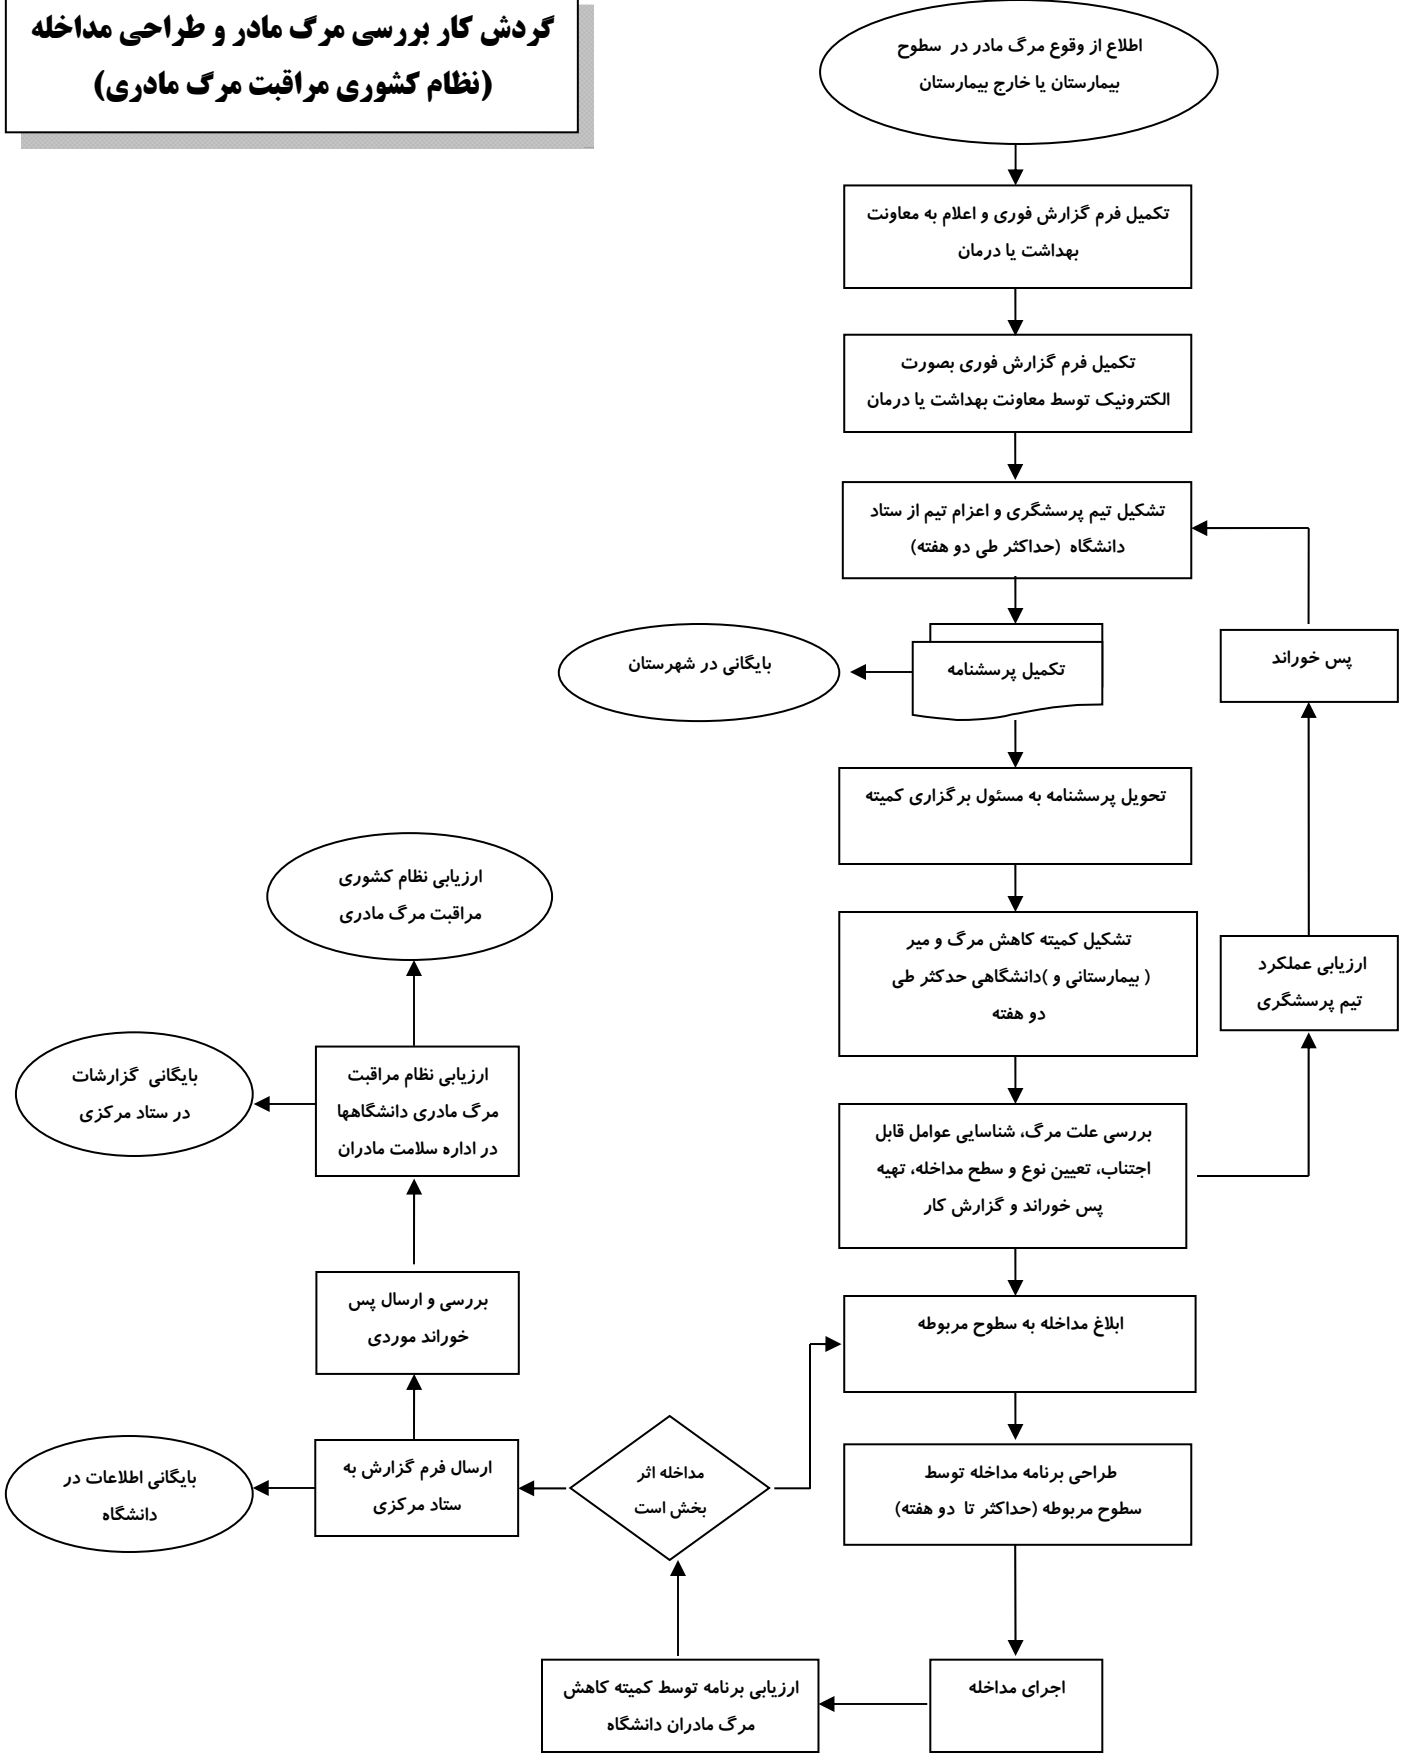 گردش کار بررسی مرگ مادر و طراحی مداخله
(نظام کشوری مراقبت مرگ مادری)
اطلاع از وقوع مرگ مادر در سطوح
بیمارستان یا خارج بیمارستان
تکمیل فرم گزارش فوری و اعلام به معاونت
بهداشت یا درمان
تکمیل فرم گزارش فوری بصورت
الکترونیک توسط معاونت بهداشت یا درمان
تشکیل تیم پرسشگری و اعزام تیم از ستاد
دانشگاه (حداکثر طی دو هفته)
پس خوراند
تکمیل پرسشنامه
بایگانی در شهرستان
تحویل پرسشنامه به مسئول برگزاری کمیته
تشکیل کمیته کاهش مرگ و میر
( بیمارستانی و )دانشگاهی حدکثر طی
دو هفته
ارزیابی عملکرد
تیم پرسشگری
بررسی علت مرگ، شناسایی عوامل قابل
اجتناب، تعیین نوع و سطح مداخله، تهیه
پس خوراند و گزارش کار
ابلاغ مداخله به سطوح مربوطه
طراحی برنامه مداخله توسط
سطوح مربوطه (حداکثر تا دو هفته)
اجرای مداخله
ارزیابی برنامه توسط کمیته کاهش
مرگ مادران دانشگاه
مداخله اثر
بخش است
ارسال فرم گزارش به
ستاد مرکزی
بایگانی اطلاعات در
دانشگاه
بررسی و ارسال پس
خوراند موردی
ارزیابی نظام مراقبت
مرگ مادری دانشگاهها
در اداره سلامت مادران
بایگانی گزارشات
در ستاد مرکزی
ارزیابی نظام کشوری
مراقبت مرگ مادری